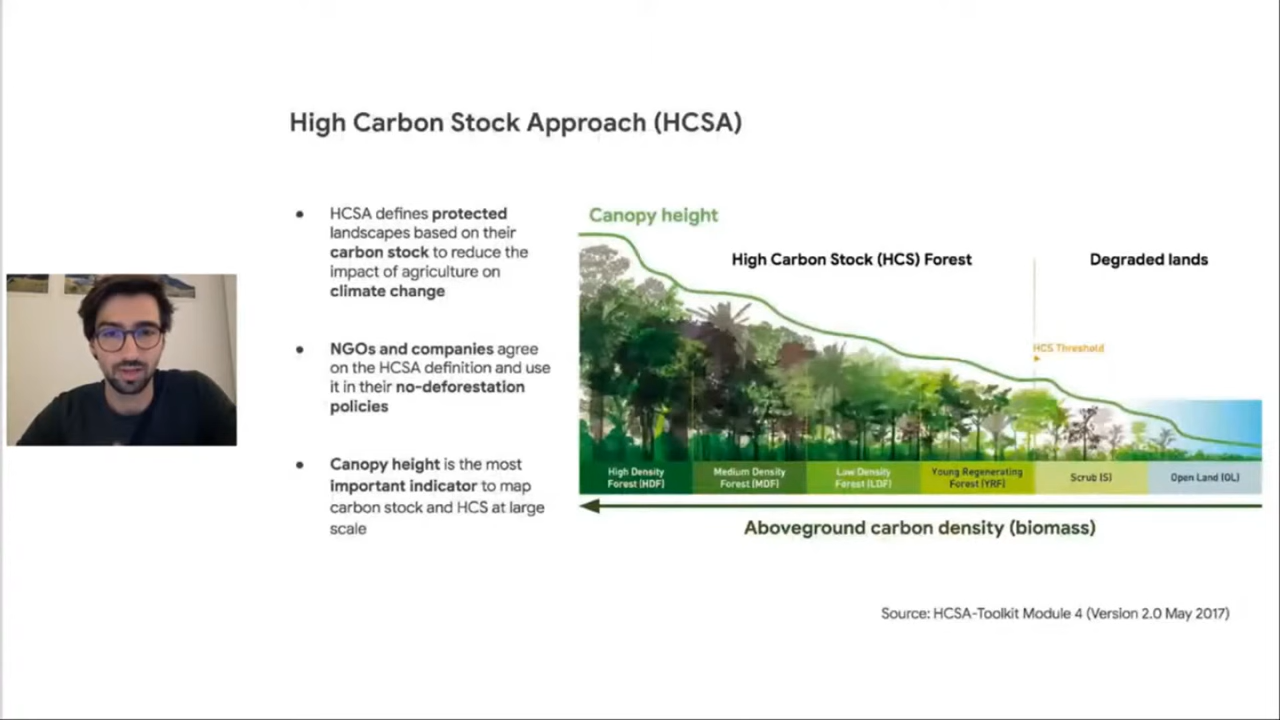 High Carbon Stock Approach (HCSA)
● HCSA defines protected
landscapes based on their
carbon stock to reduce the
impact of agriculture on
climate change
● NGOs and companies agree
on the HCSA definition and use
it in their no-deforestation
policies
● Canopy height is the most
important indicator to map
carbon stock and HCS at large
scale
Canopy height
High Carbon Stock (HCS) Forest
Degraded lands
HCS Threshold
High Density
Forest (HDF)
Medium Density
Forest (MDF)
Low Density
Forest (LDF)
Young Regenerating
Forest (YRF)
Scrub (S)
Open Land (OL)
Aboveground carbon density (biomass)
Source: HCSA-Toolkit Module 4 (Version 2.0 May 2017)